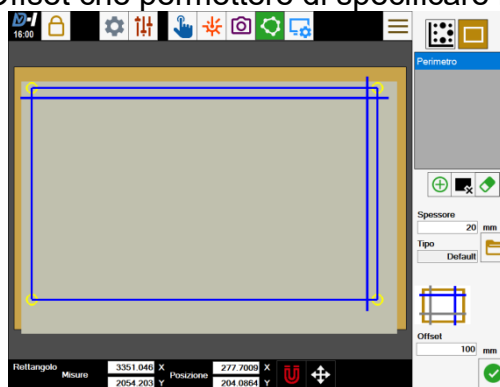 Offset che permettere di specificare
16:00
Perimetro
Spessore
20 mm
Tipo
Default
Offset
100 mm
Rettangolo Misure 3351.046 X Posizione 277.7009 X
2054.203 Y 204.0864 Y